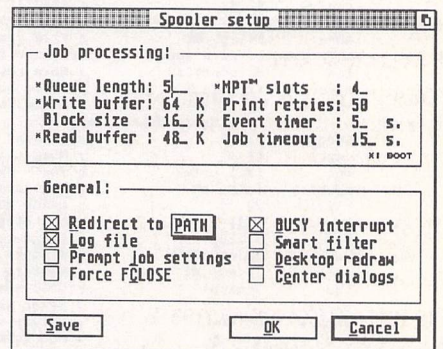 Spooler setup
Job processing:
×Queue length: 5__ ×MPT™ slots : 4_
×Write buffer: 64_ K Print retries: 50
Block size : 16_ K Event timer : 5_ s.
×Read buffer : 48_ K Job timeout : 15_ s.
×: BOOT
General:
☒ Redirect to PATH ☒ BUSY interrupt
☒ Log file ☐ Smart filter
☐ Prompt job settings ☐ Desktop redraw
☐ Force FCLOSE ☐ Center dialogs
Save OK Cancel